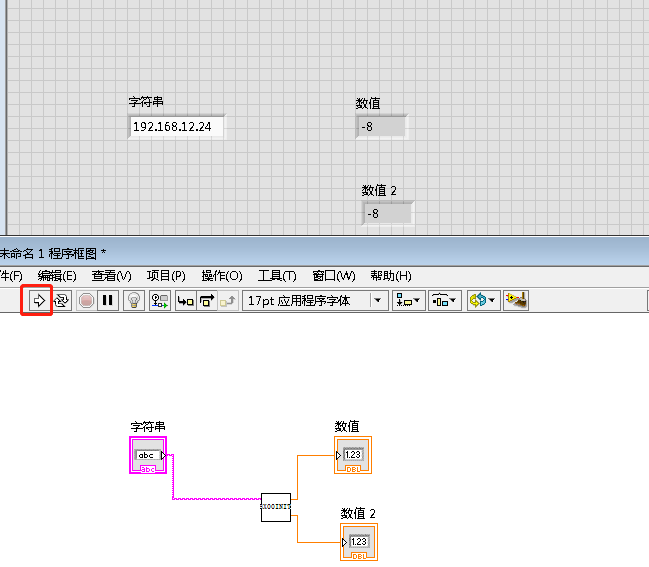 字符串
数值
192.168.12.24
-8
数值 2
-8
未命名 1 程序框图 *
件(F) 编辑(E) 查看(V) 项目(P) 操作(O) 工具(T) 窗口(W) 帮助(H)
17pt 应用程序字体
字符串
数值
abc
abc
1.23
DBL
数值 2
1.23
DBL